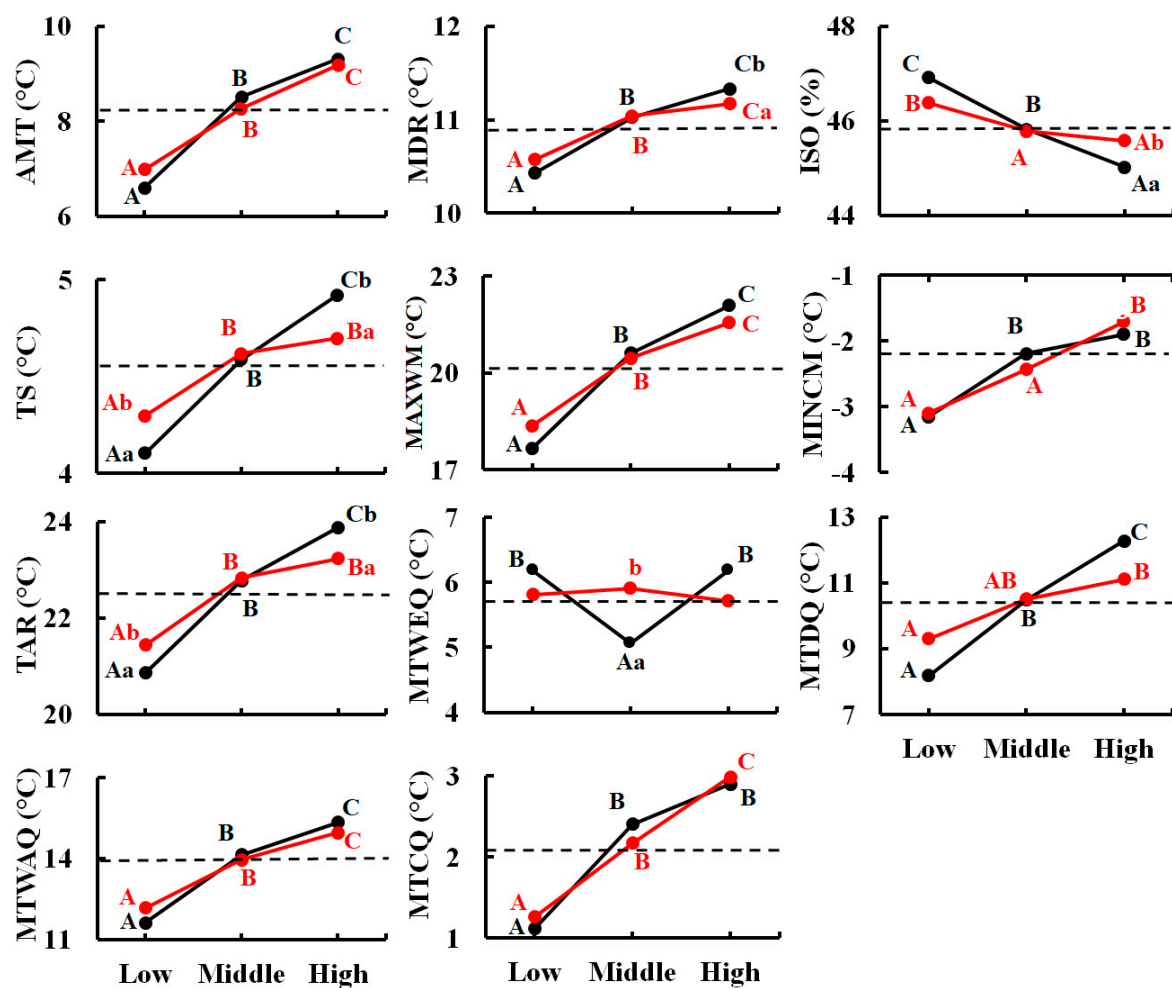 AMT (°C)
10
8
6
A
A
B
B
C
C
MDR (°C)
12
11
10
A
A
B
B
Cb
Ca
ISO (%)
48
46
44
C
B
B
A
Ab
Aa
TS (°C)
5
4
Ab
Aa
B
B
Cb
Ba
MAXWM (°C)
23
20
17
A
A
B
B
C
C
MINCM (°C)
-1
-2
-3
-4
A
A
B
A
B
B
TAR (°C)
24
22
20
Ab
Aa
B
B
Cb
Ba
MTWEQ (°C)
7
6
5
4
B
b
Aa
B
MTDQ (°C)
13
11
9
7
A
A
AB
B
C
B
Low Middle High
MTWAQ (°C)
17
14
11
A
A
B
B
C
C
Low Middle High
MTCQ (°C)
3
2
1
A
A
B
B
C
B
Low Middle High